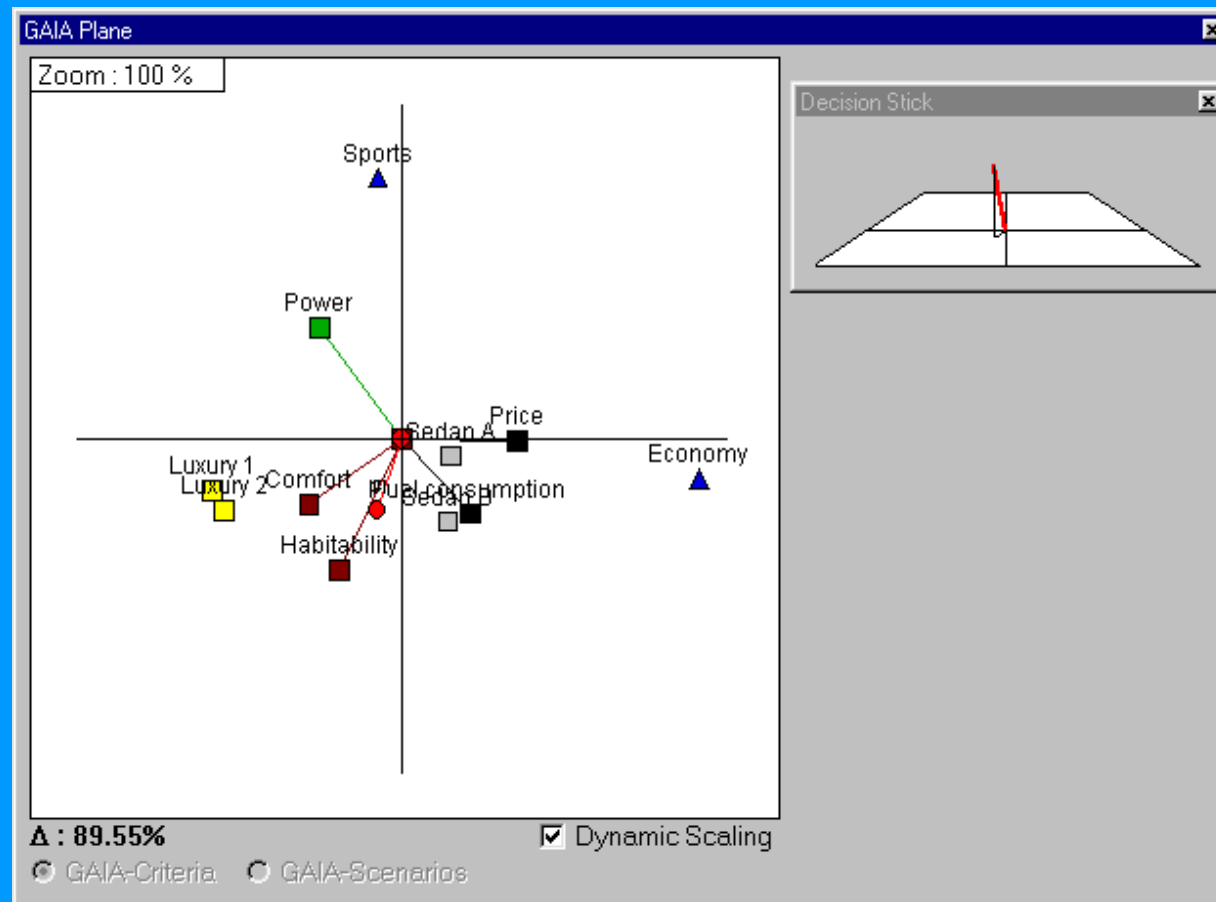 GAIA Plane
Zoom : 100 %
Decision Stick
Sports
Power
Price
Sedan A
Economy
Luxury 1
Luxury 2
Comfort
Fuel consumption
Sedan B
Habitability
Δ : 89.55%
Dynamic Scaling
GAIA-Criteria
GAIA-Scenarios